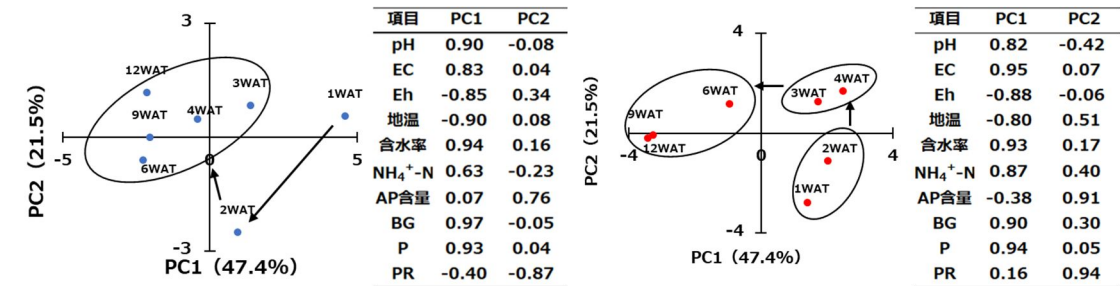 3
12WAT
3WAT
1WAT
9WAT
4WAT
-5
0
5
6WAT
2WAT
-3
PC2（21.5%）
PC1（47.4%）
項目 PC1 PC2
pH 0.90 -0.08
EC 0.83 0.04
Eh -0.85 0.34
地温 -0.90 0.08
含水率 0.94 0.16
NH₄⁺-N 0.63 -0.23
AP含量 0.07 0.76
BG 0.97 -0.05
P 0.93 0.04
PR -0.40 -0.87
4
4WAT
6WAT
3WAT
9WAT
2WAT
12WAT
-4
0
4
1WAT
-4
PC2（21.5%）
PC1（47.4%）
項目 PC1 PC2
pH 0.82 -0.42
EC 0.95 0.07
Eh -0.88 -0.06
地温 -0.80 0.51
含水率 0.93 0.17
NH₄⁺-N 0.87 0.40
AP含量 -0.38 0.91
BG 0.90 0.30
P 0.94 0.05
PR 0.16 0.94